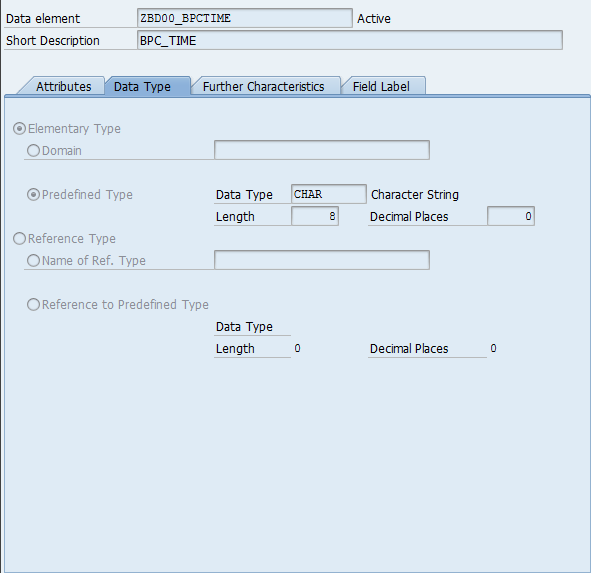 Data element ZBD00_BPCTIME Active
Short Description BPC_TIME
Attributes Data Type Further Characteristics Field Label
Elementary Type
Domain
Predefined Type Data Type CHAR Character String
Length 8 Decimal Places 0
Reference Type
Name of Ref. Type
Reference to Predefined Type
Data Type
Length 0 Decimal Places 0